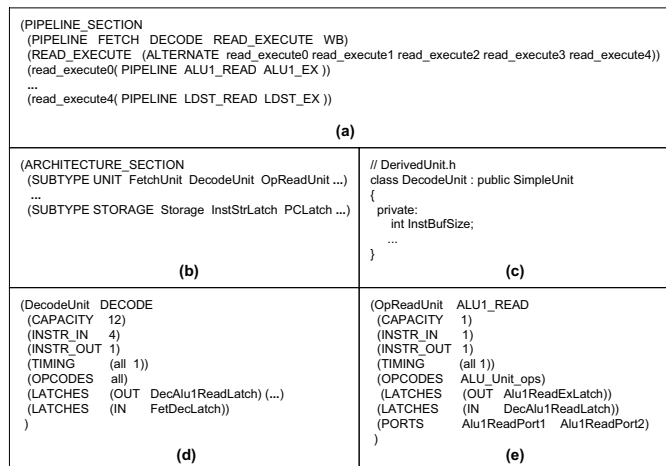 (PIPELINE_SECTION
(PIPELINE FETCH DECODE READ_EXECUTE WB)
(READ_EXECUTE (ALTERNATE read_execute0 read_execute1 read_execute2 read_execute3 read_execute4))
(read_execute0( PIPELINE ALU1_READ ALU1_EX ))
...
(read_execute4( PIPELINE LDST_READ LDST_EX ))
(a)
(ARCHITECTURE_SECTION
(SUBTYPE UNIT FetchUnit DecodeUnit OpReadUnit ...)
...
(SUBTYPE STORAGE Storage InstStrLatch PCLatch ...)
(b)
// DerivedUnit.h
class DecodeUnit : public SimpleUnit
{
private:
int InstBufSize;
...
}
(c)
(DecodeUnit DECODE
(CAPACITY 12)
(INSTR_IN 4)
(INSTR_OUT 1)
(TIMING (all 1))
(OPCODES all)
(LATCHES (OUT DecAlu1ReadLatch) (...)
(LATCHES (IN FetDecLatch))
)
(d)
(OpReadUnit ALU1_READ
(CAPACITY 1)
(INSTR_IN 1)
(INSTR_OUT 1)
(TIMING (all 1))
(OPCODES ALU_Unit_ops)
(LATCHES (OUT Alu1ReadExLatch))
(LATCHES (IN DecAlu1ReadLatch))
(PORTS Alu1ReadPort1 Alu1ReadPort2)
)
(e)